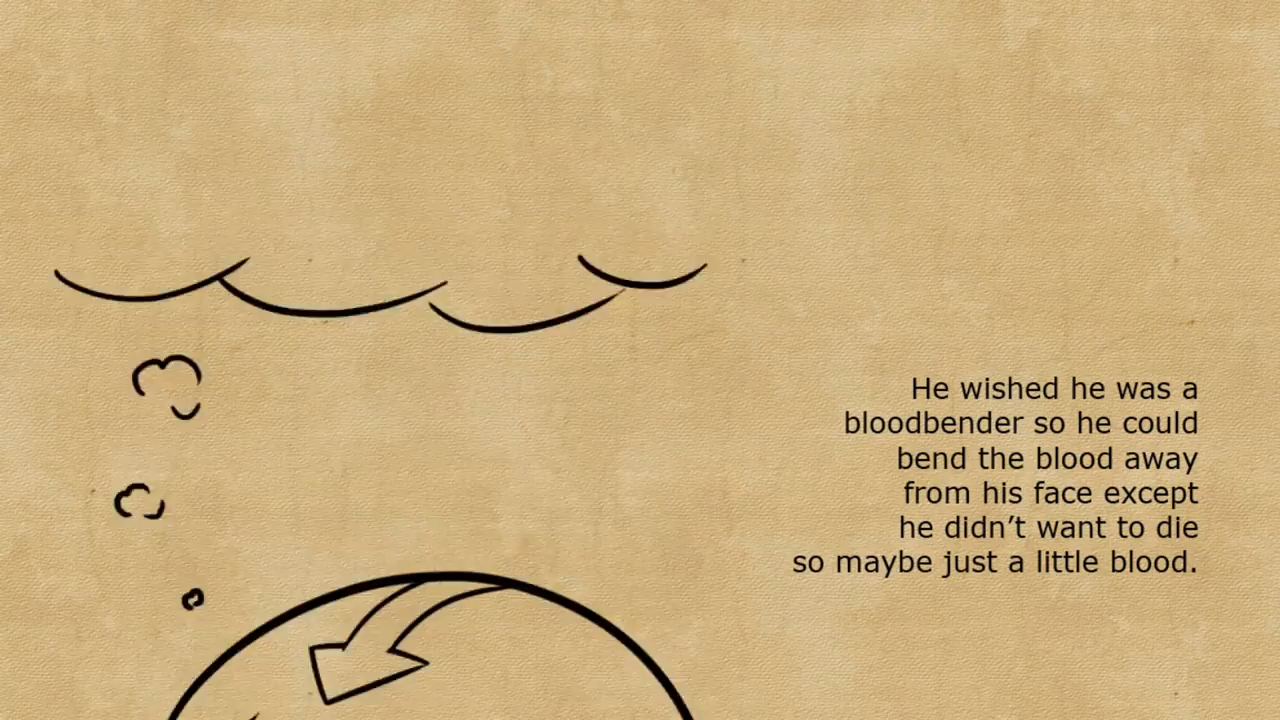 He wished he was a
bloodbender so he could
bend the blood away
from his face except
he didn’t want to die
so maybe just a little blood.